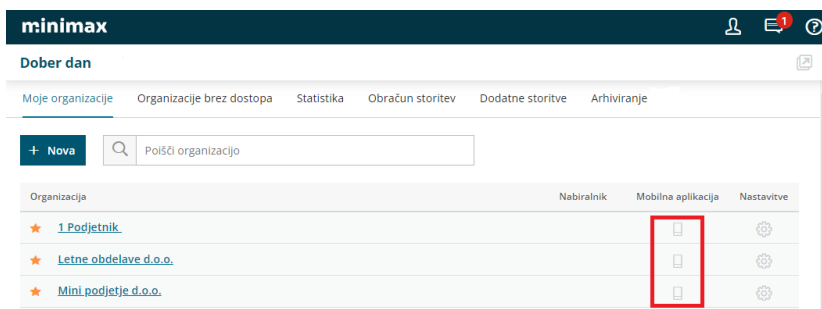 minimax
1
Dober dan
Moje organizacije Organizacije brez dostopa Statistika Obračun storitev Dodatne storitve Arhiviranje
+ Nova Poišči organizacijo
Organizacija Nabiralnik Mobilna aplikacija Nastavitve
1 Podjetnik
Letne obdelave d.o.o.
Mini podjetje d.o.o.